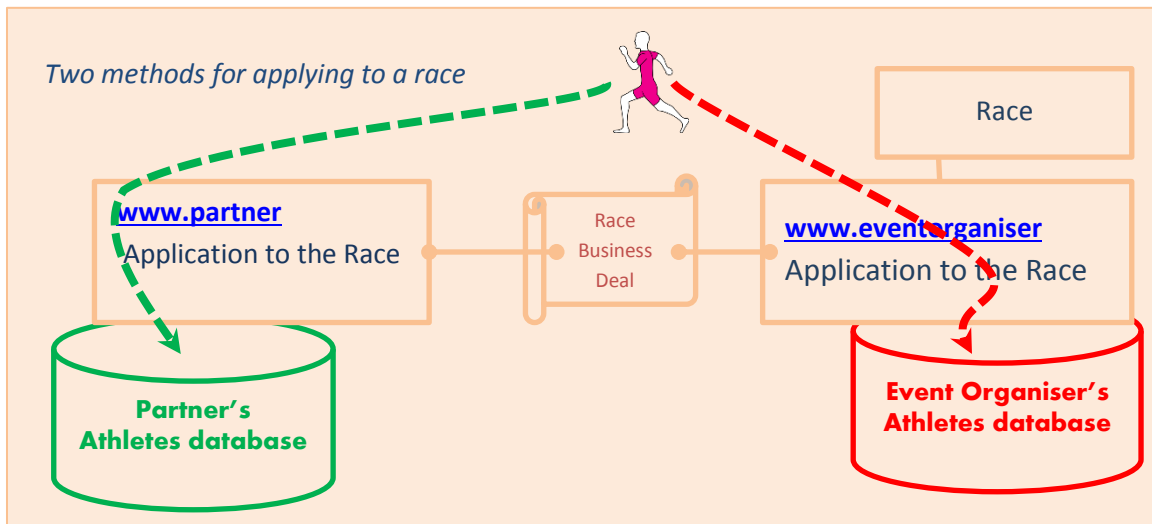 Two methods for applying to a race
Race
www.partner
Application to the Race
Race
Business
Deal
www.eventorganiser
Application to the Race
Partner's
Athletes database
Event Organiser's
Athletes database